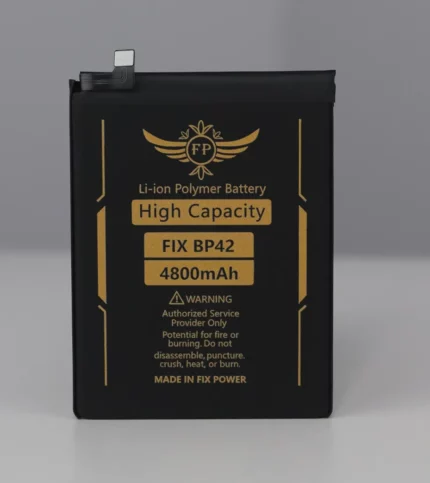 FP
Li-ion Polymer Battery
High Capacity
FIX BP42
4800mAh
WARNING
Authorized Service
Provider Only
Potential for fire or
burning. Do not
disassemble, puncture.
crush, heat, or burn.
MADE IN FIX POWER